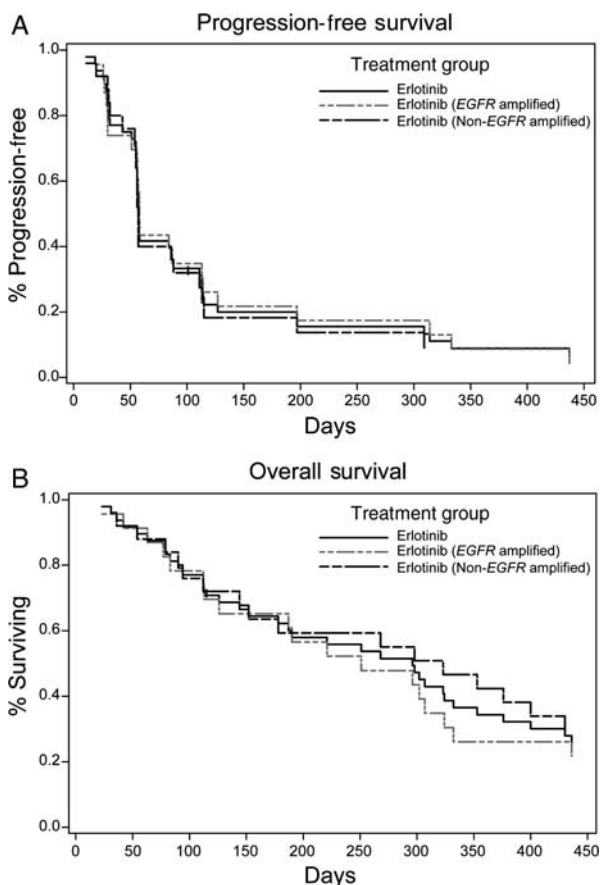 A
Progression-free survival
Treatment group
Erlotinib
Erlotinib (EGFR amplified)
Erlotinib (Non-EGFR amplified)
% Progression-free
1.0
0.8
0.6
0.4
0.2
0.0
0 50 100 150 200 250 300 350 400 450
Days
B
Overall survival
Treatment group
Erlotinib
Erlotinib (EGFR amplified)
Erlotinib (Non-EGFR amplified)
% Surviving
1.0
0.8
0.6
0.4
0.2
0.0
0 50 100 150 200 250 300 350 400 450
Days